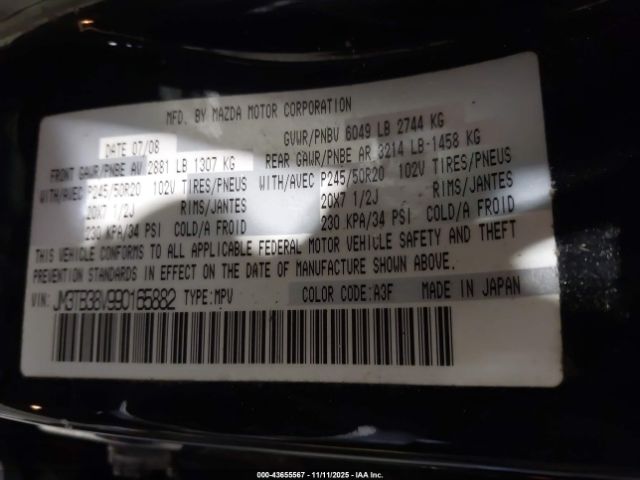 MFD. BY MAZDA MOTOR CORPORATION
DATE 07/08 GVWR/PNBV 6049 LB 2744 KG
FRONT GAWR/PNBE AV 2881 LB 1307 KG REAR GAWR/PNBE AR 3214 LB-1458 KG
WITH/AVEC P245/50R20 102V TIRES/PNEUS WITH/AVEC P245/50R20 102V TIRES/PNEUS
20X7 1/2J RIMS/JANTES 20X7 1/2J RIMS/JANTES
230 KPA/34 PSI COLD/A FROID 230 KPA/34 PSI COLD/A FROID
THIS VEHICLE CONFORMS TO ALL APPLICABLE FEDERAL MOTOR VEHICLE SAFETY AND THEFT
PREVENTION STANDARDS IN EFFECT ON THE DATE OF MANUFACTURE SHOWN ABOVE.
VIN: JM3TB38V990165882 TYPE:MPV COLOR CODE:A3F MADE IN JAPAN
000-43655567 - 11/11/2025 - IAA Inc.